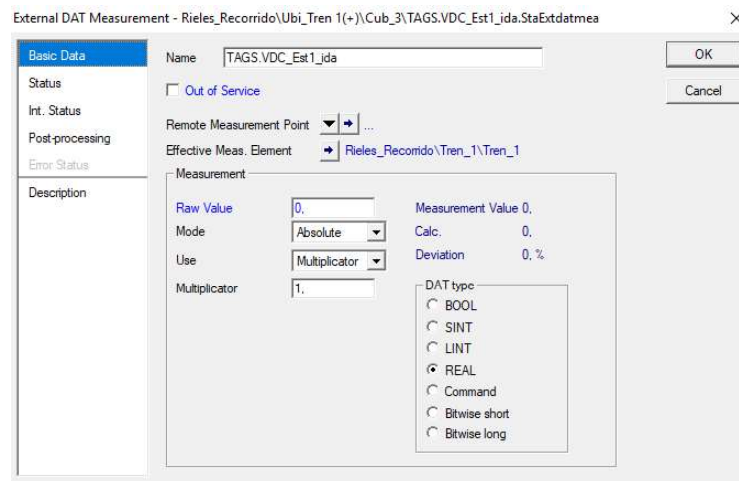 External DAT Measurement - Rieles_Recorrido\Ubi_Tren 1(+)\Cub_3\TAGS.VDC_Est1_ida.StaExtdatmea
Basic Data
Status
Int. Status
Post-processing
Error Status
Description
Name TAGS.VDC_Est1_ida
Out of Service
Remote Measurement Point ...
Effective Meas. Element Rieles_Recorrido\Tren_1\Tren_1
Measurement
Raw Value 0, Measurement Value 0,
Mode Absolute Calc. 0,
Use Multiplicator Deviation 0, %
Multiplicator 1,
DAT type
BOOL
SINT
LINT
REAL
Command
Bitwise short
Bitwise long
OK
Cancel